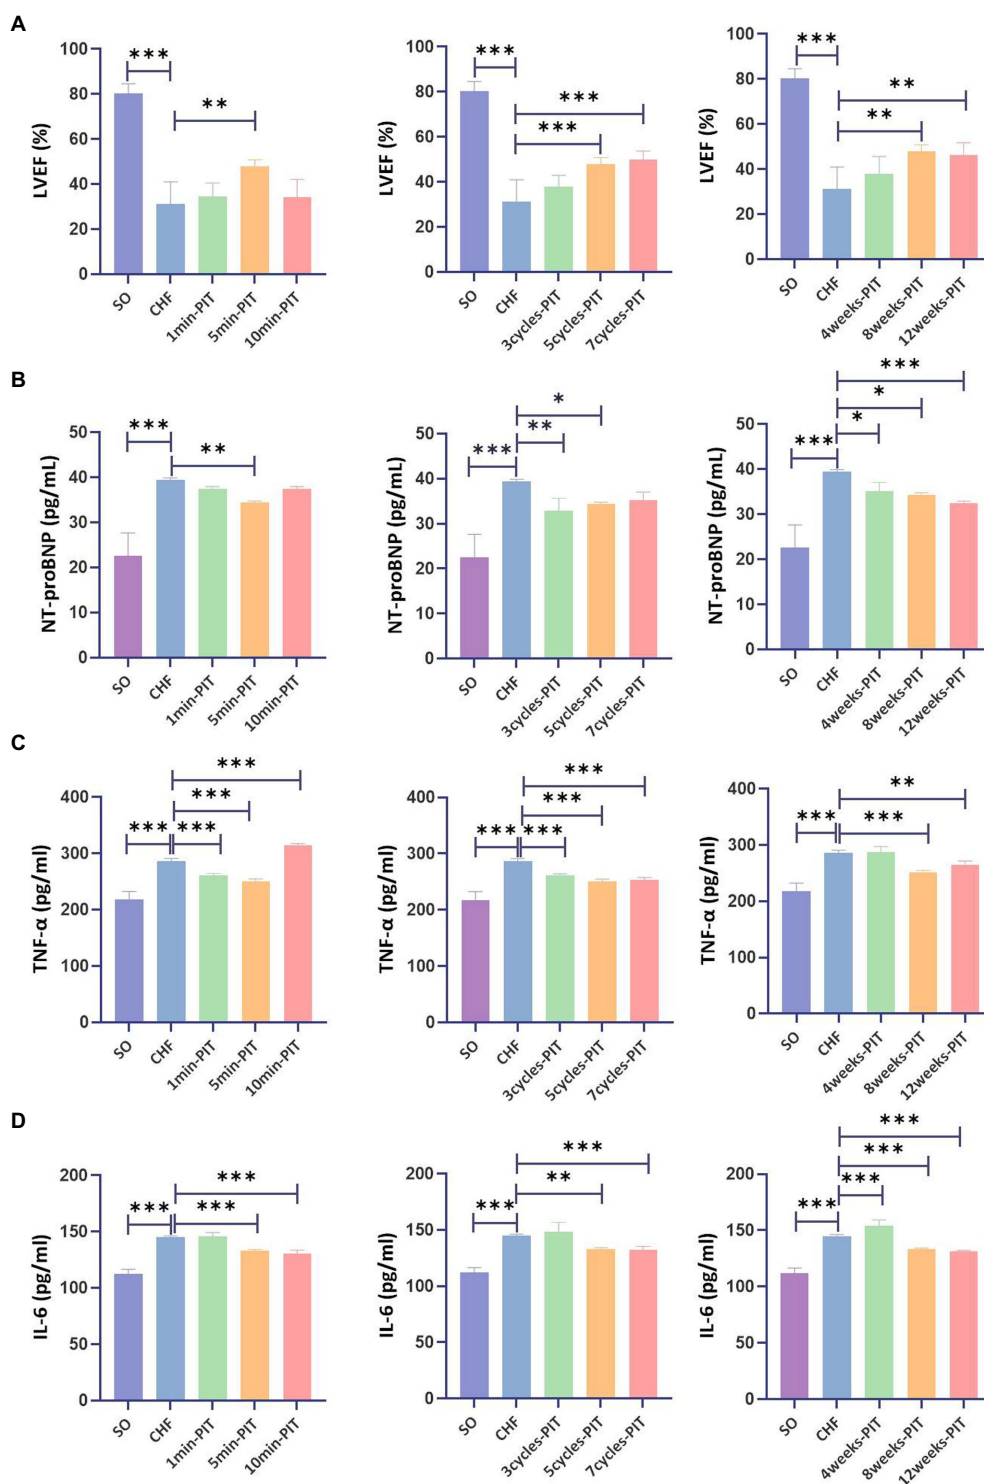 A
LVEF (%)
100
80
60
40
20
0
***
**
SO
CHF
1min-PIT
5min-PIT
10min-PIT
LVEF (%)
100
80
60
40
20
0
***
***
***
SO
CHF
3cycles-PIT
5cycles-PIT
7cycles-PIT
LVEF (%)
100
80
60
40
20
0
***
**
**
SO
CHF
4weeks-PIT
8weeks-PIT
12weeks-PIT
B
NT-proBNP (pg/mL)
50
40
30
20
10
0
***
**
SO
CHF
1min-PIT
5min-PIT
10min-PIT
NT-proBNP (pg/mL)
50
40
30
20
10
0
*
**
***
SO
CHF
3cycles-PIT
5cycles-PIT
7cycles-PIT
NT-proBNP (pg/mL)
50
40
30
20
10
0
***
*
*
***
SO
CHF
4weeks-PIT
8weeks-PIT
12weeks-PIT
C
TNF-α (pg/ml)
400
300
200
100
0
***
***
*** ***
SO
CHF
1min-PIT
5min-PIT
10min-PIT
TNF-α (pg/ml)
400
300
200
100
0
***
***
*** ***
SO
CHF
3cycles-PIT
5cycles-PIT
7cycles-PIT
TNF-α (pg/ml)
400
300
200
100
0
**
*** ***
SO
CHF
4weeks-PIT
8weeks-PIT
12weeks-PIT
D
IL-6 (pg/ml)
200
150
100
50
0
***
*** ***
SO
CHF
1min-PIT
5min-PIT
10min-PIT
IL-6 (pg/ml)
200
150
100
50
0
***
**
***
SO
CHF
3cycles-PIT
5cycles-PIT
7cycles-PIT
IL-6 (pg/ml)
200
150
100
50
0
***
***
***
***
SO
CHF
4weeks-PIT
8weeks-PIT
12weeks-PIT